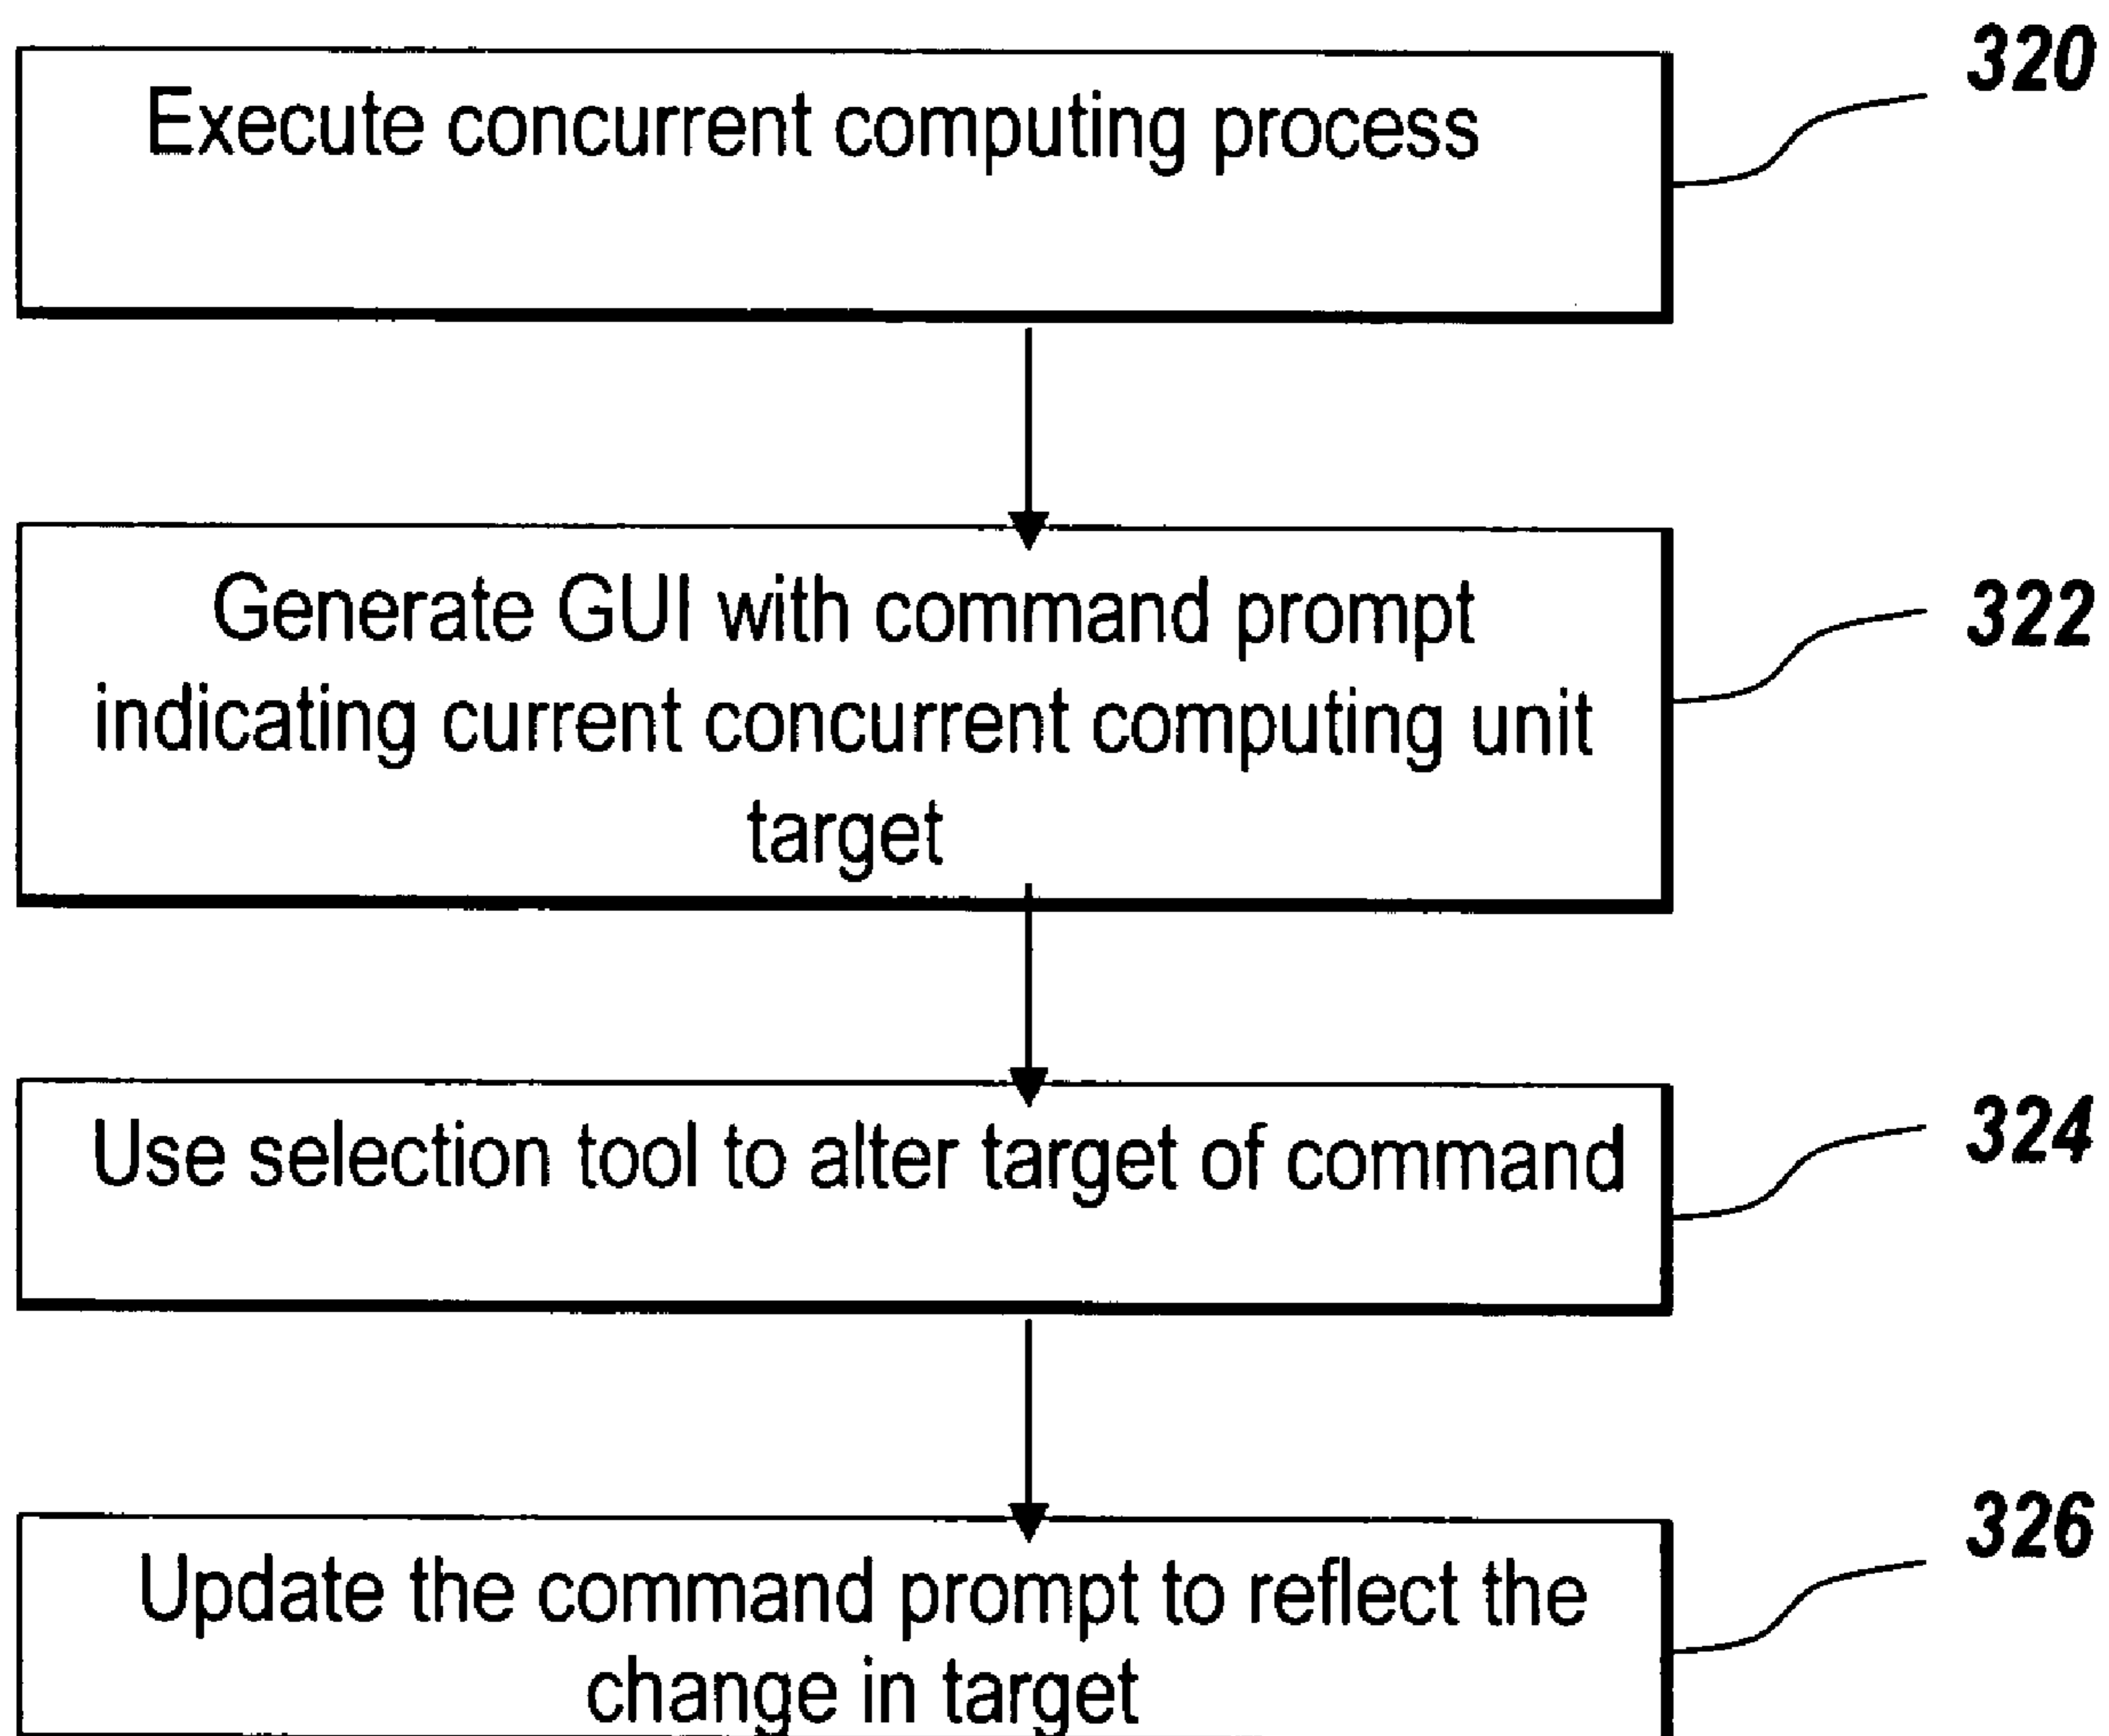 320
Execute concurrent computing process
Generate GUI with command prompt
322
indicating current concurrent computing unit
target
324
Use selection tool to alter target of command
326
Update the command prompt to reflect the
change in target